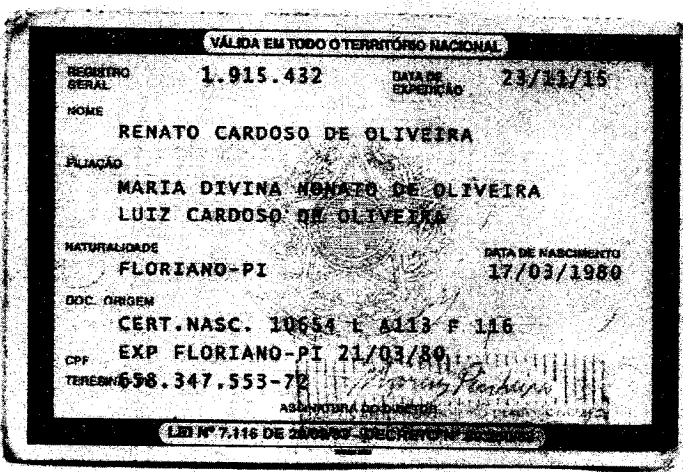 VÁLIDA EM TODO O TERRITÓRIO NACIONAL
REGISTRO GERAL 1.915.432 DATA DE EXPEDIÇÃO 23/11/15
NOME
RENATO CARDOSO DE OLIVEIRA
FILIAÇÃO
MARIA DIVINA NONATO DE OLIVEIRA
LUIZ CARDOSO DE OLIVEIRA
NATURALIDADE DATA DE NASCIMENTO
FLORIANO-PI 17/03/1980
DOC. ORIGEM
CERT.NASC. 10654 L A113 F 116
EXP FLORIANO-PI 21/03/80
CPF
658.347.553-72
ASSINATURA DO DIRETOR
LEI Nº 7.116 DE